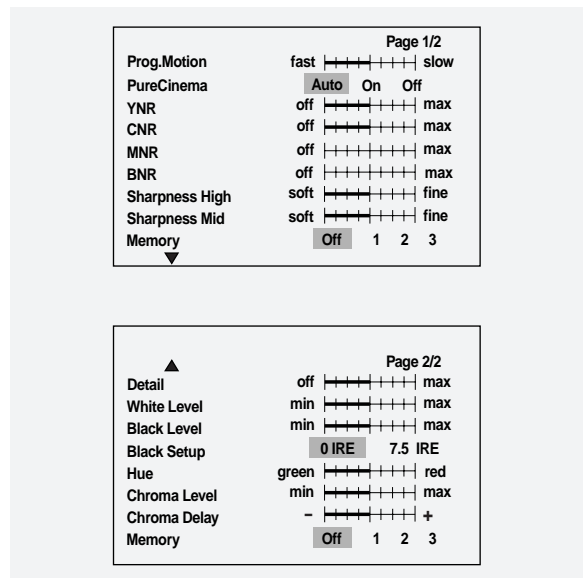 Page 1/2
Prog.Motion fast slow
PureCinema Auto On Off
YNR off max
CNR off max
MNR off max
BNR off max
Sharpness High soft fine
Sharpness Mid soft fine
Memory Off 1 2 3
Page 2/2
Detail off max
White Level min max
Black Level min max
Black Setup 0 IRE 7.5 IRE
Hue green red
Chroma Level min max
Chroma Delay – +
Memory Off 1 2 3